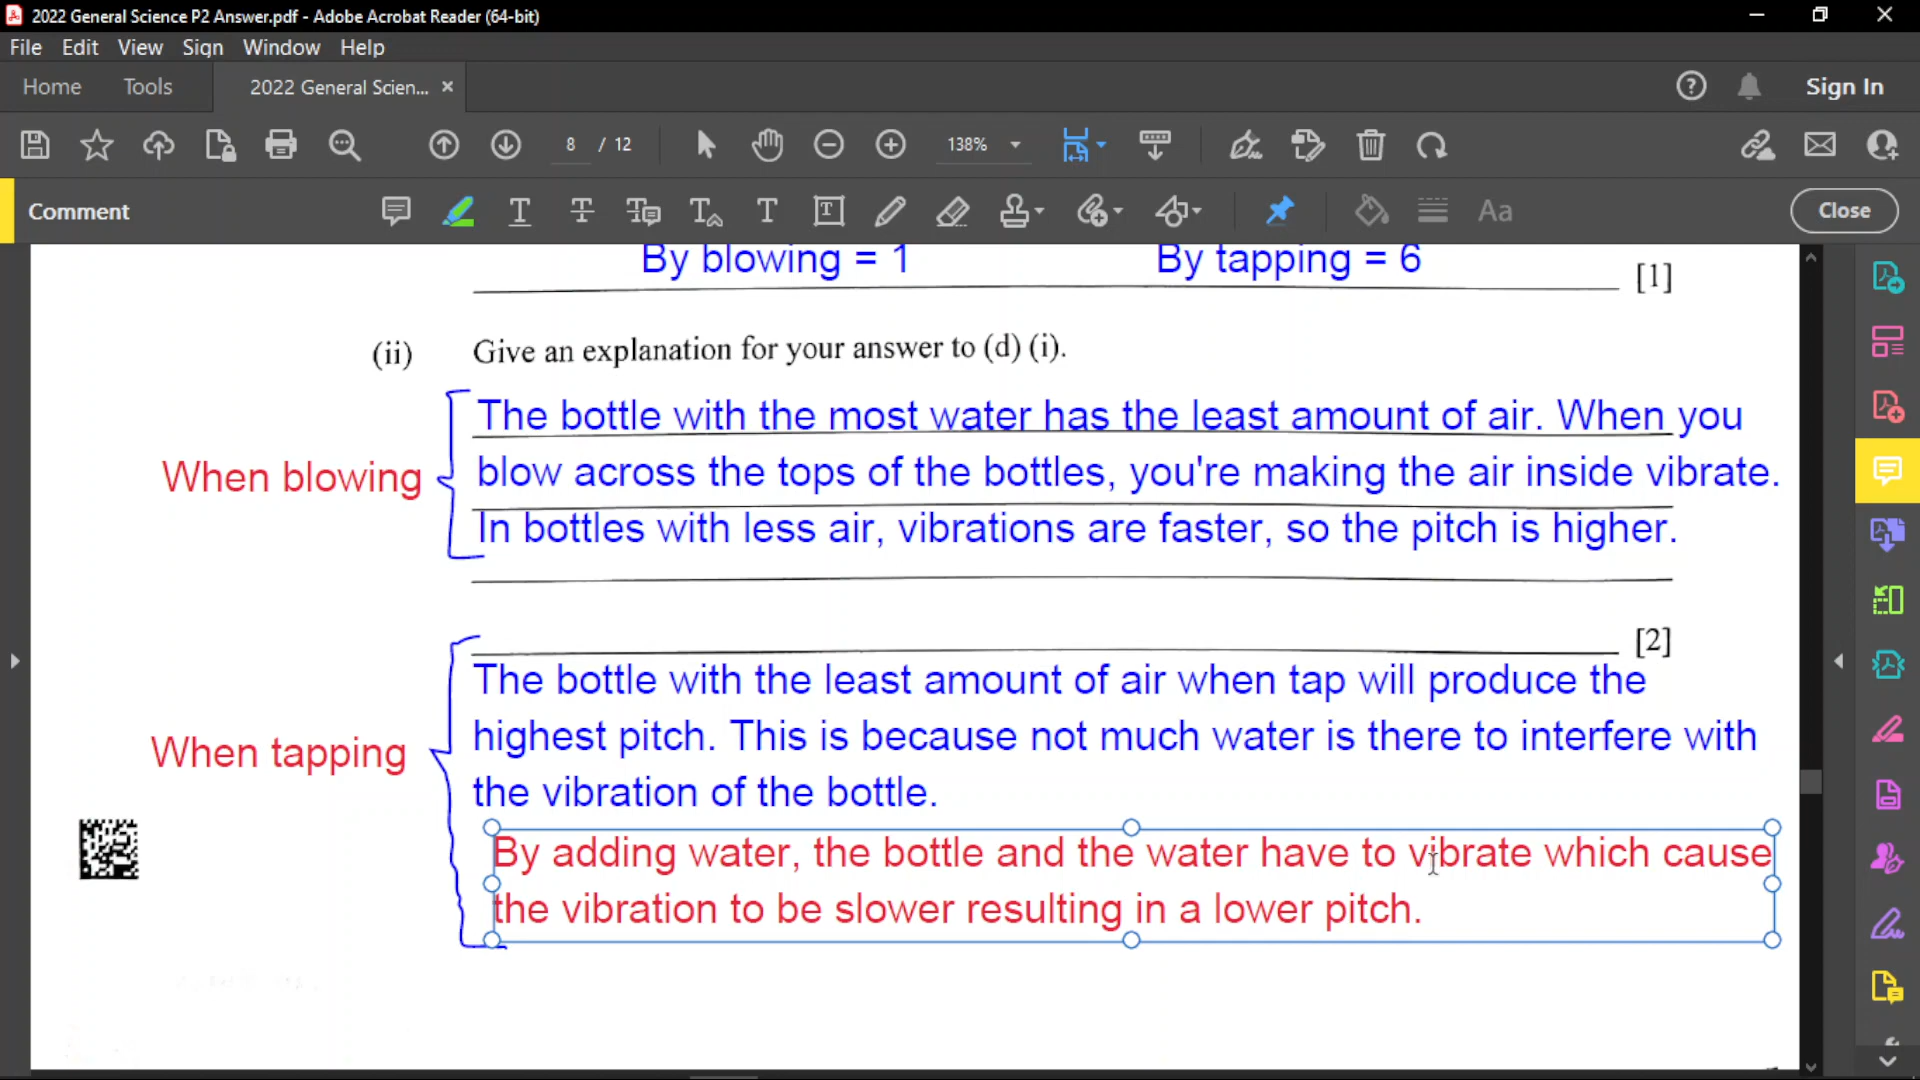 2022 General Science P2 Answer.pdf - Adobe Acrobat Reader (64-bit)
File Edit View Sign Window Help
Home Tools 2022 General Scien... × Sign In
8 / 12 138%
Comment Aa Close
By blowing = 1 By tapping = 6 [1]
(ii) Give an explanation for your answer to (d) (i).
The bottle with the most water has the least amount of air. When you
When blowing blow across the tops of the bottles, you're making the air inside vibrate.
In bottles with less air, vibrations are faster, so the pitch is higher.
[2]
The bottle with the least amount of air when tap will produce the
When tapping highest pitch. This is because not much water is there to interfere with
the vibration of the bottle.
By adding water, the bottle and the water have to vibrate which cause
the vibration to be slower resulting in a lower pitch.